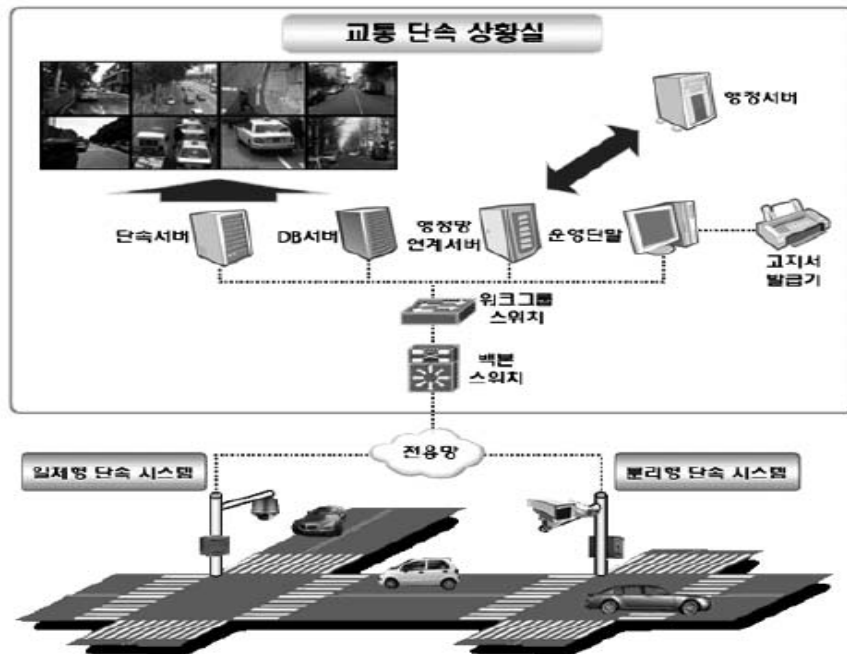 교통 단속 상황실
행정서버
단속서버
DB서버
행정망
연계서버
운영단말
고지서
발급기
워크그룹
스위치
백본
스위치
전용망
일체형 단속 시스템
분리형 단속 시스템